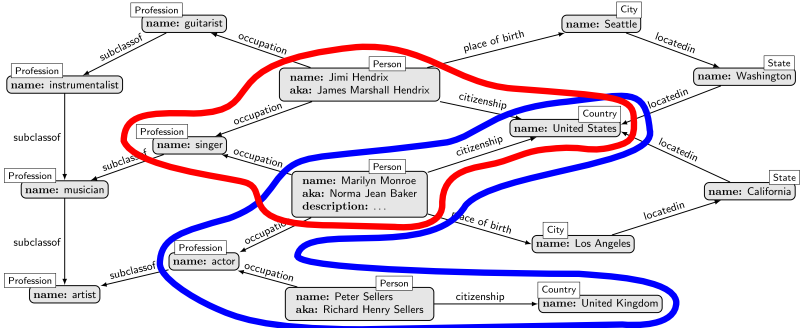 Profession
name: guitarist
City
name: Seattle
subclassof
occupation
place of birth
locatedin
Profession
name: instrumentalist
Person
name: Jimi Hendrix
aka: James Marshall Hendrix
State
name: Washington
citizenship
locatedin
occupation
Country
name: United States
subclassof
Profession
name: singer
citizenship
locatedin
subclassof
occupation
Profession
name: musician
Person
name: Marilyn Monroe
aka: Norma Jean Baker
description: ...
State
name: California
place of birth
locatedin
occupation
City
name: Los Angeles
subclassof
Profession
name: actor
subclassof
occupation
Profession
name: artist
Person
name: Peter Sellers
aka: Richard Henry Sellers
citizenship
Country
name: United Kingdom